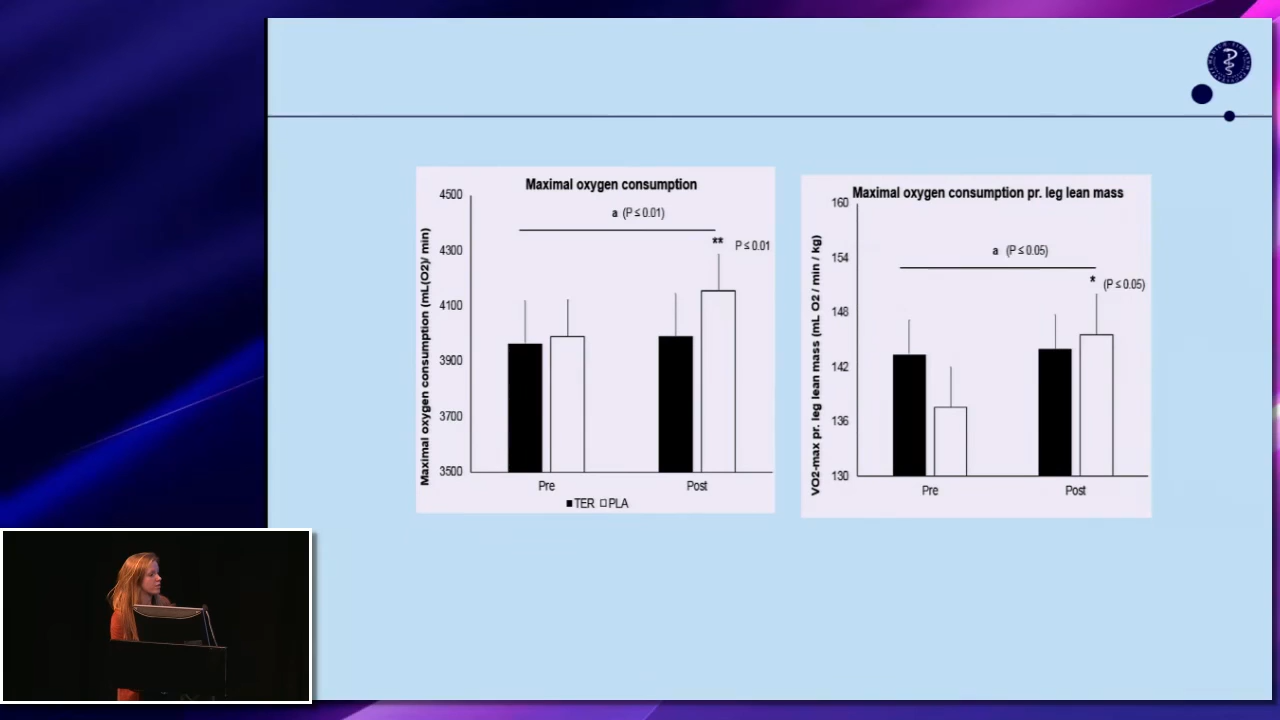 Maximal oxygen consumption
Maximal oxygen consumption (mL(O2)/ min)
4500
4300
4100
3900
3700
3500
a (P ≤ 0.01)
** P ≤ 0.01
Pre
Post
■TER □PLA
Maximal oxygen consumption pr. leg lean mass
VO2-max pr. leg lean mass (mL O2 / min / kg)
160
154
148
142
136
130
a (P ≤ 0.05)
* (P ≤ 0.05)
Pre
Post